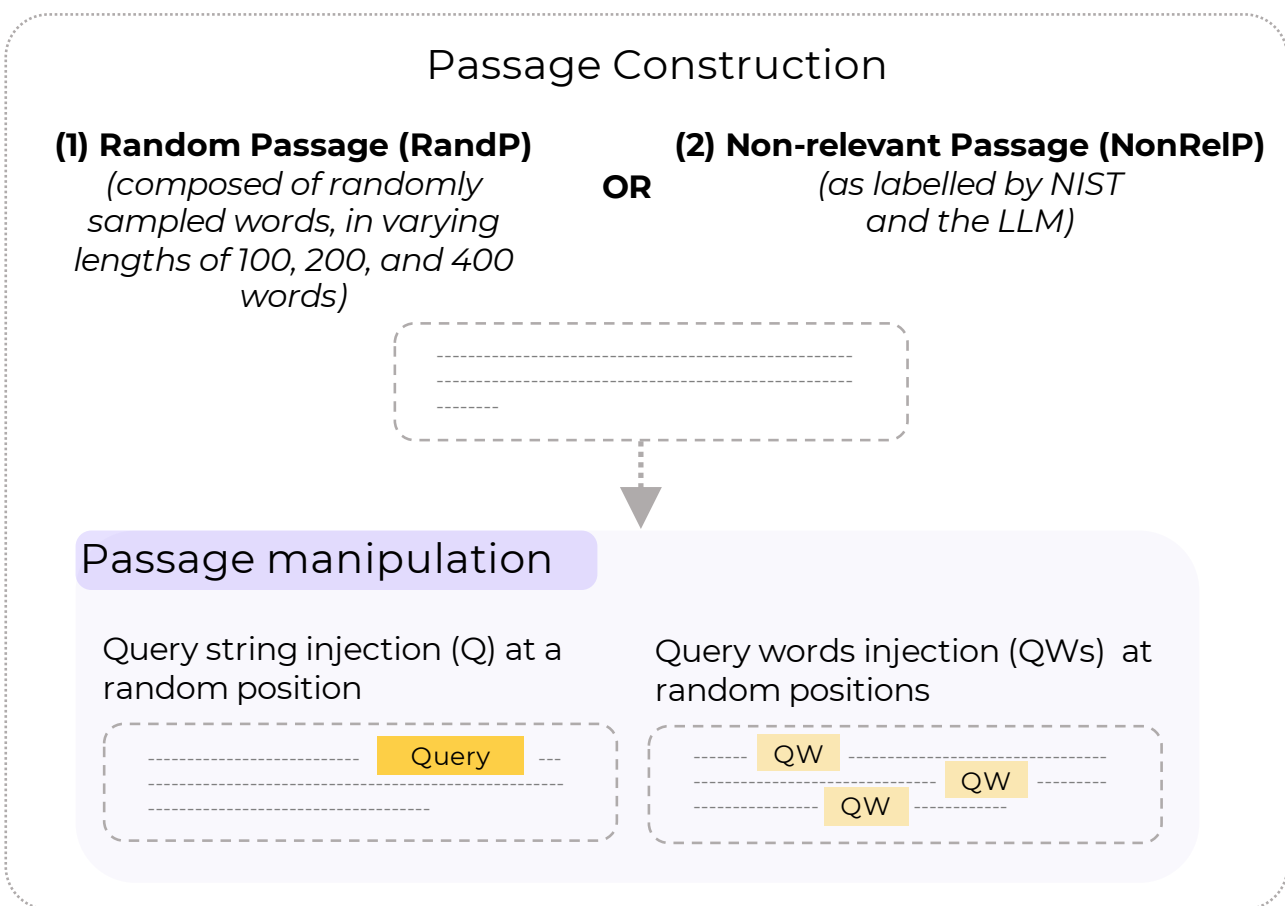 Passage Construction
(1) Random Passage (RandP)
(composed of randomly
sampled words, in varying
lengths of 100, 200, and 400
words)
OR
(2) Non-relevant Passage (NonRelP)
(as labelled by NIST
and the LLM)
Passage manipulation
Query string injection (Q) at a
random position
Query
Query words injection (QWs) at
random positions
QW
QW
QW